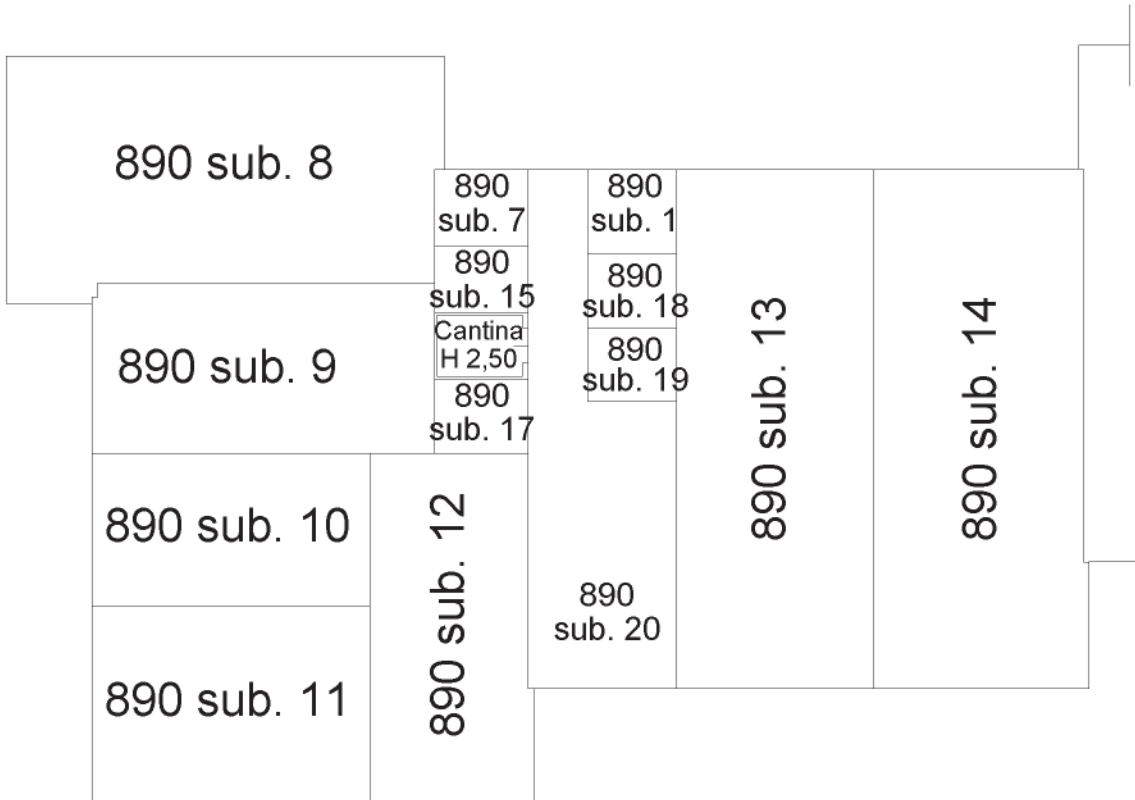 890 sub. 8
890
sub. 7
890
sub. 1
890
sub. 15
890
sub. 18
Cantina
H 2,50
890
sub. 19
890 sub. 9
890
sub. 17
890 sub. 13
890 sub. 14
890 sub. 10
890 sub. 12
890
sub. 20
890 sub. 11